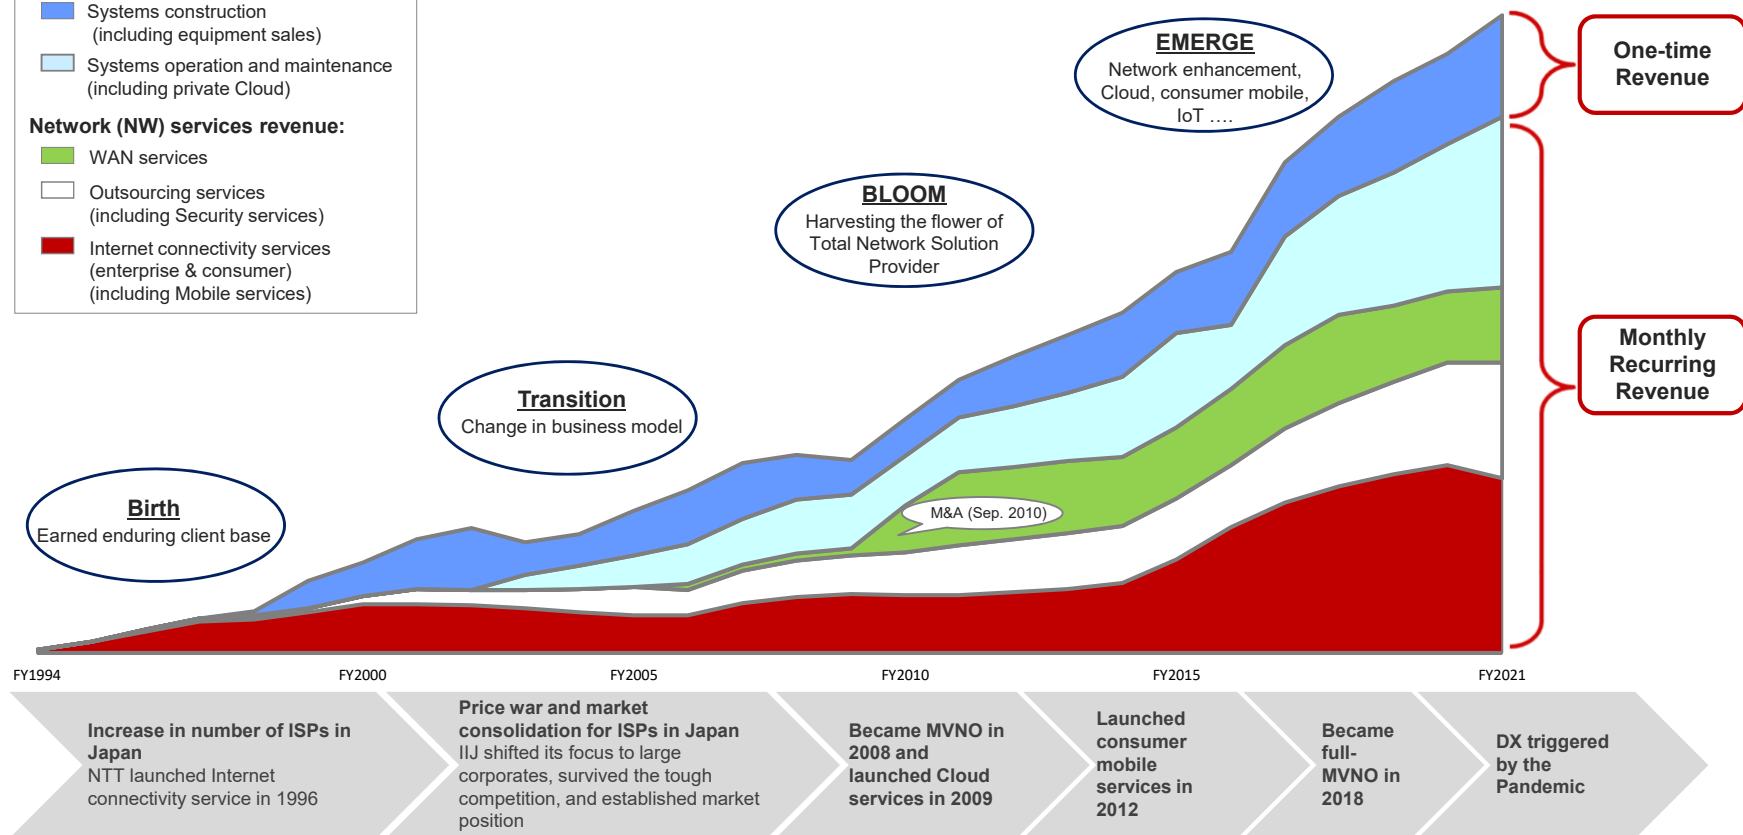 Systems construction
(including equipment sales)
Systems operation and maintenance
(including private Cloud)
Network (NW) services revenue:
WAN services
Outsourcing services
(including Security services)
Internet connectivity services
(enterprise & consumer)
(including Mobile services)
Birth
Earned enduring client base
Transition
Change in business model
BLOOM
Harvesting the flower of
Total Network Solution
Provider
EMERGE
Network enhancement,
Cloud, consumer mobile,
IoT ....
M&A (Sep. 2010)
One-time
Revenue
Monthly
Recurring
Revenue
FY1994
FY2000
FY2005
FY2010
FY2015
FY2021
Increase in number of ISPs in
Japan
NTT launched Internet
connectivity service in 1996
Price war and market
consolidation for ISPs in Japan
IIJ shifted its focus to large
corporates, survived the tough
competition, and established market
position
Became MVNO in
2008 and
launched Cloud
services in 2009
Launched
consumer
mobile
services in
2012
Became
full-
MVNO in
2018
DX triggered
by the
Pandemic